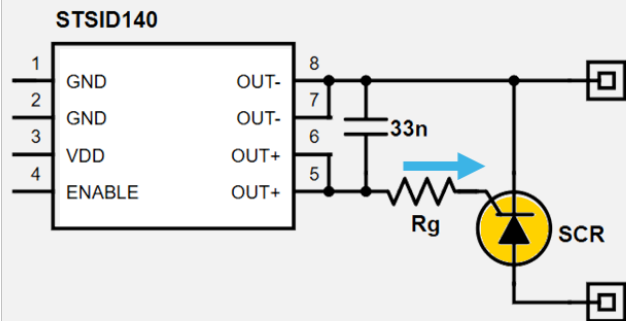 STSID140
1 GND OUT- 8
2 GND OUT- 7
3 VDD OUT+ 6
4 ENABLE OUT+ 5
33n
Rg
SCR